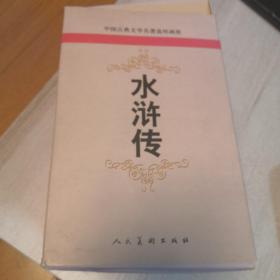 中国古典文学名著连环画库
水浒传
人民美术出版社